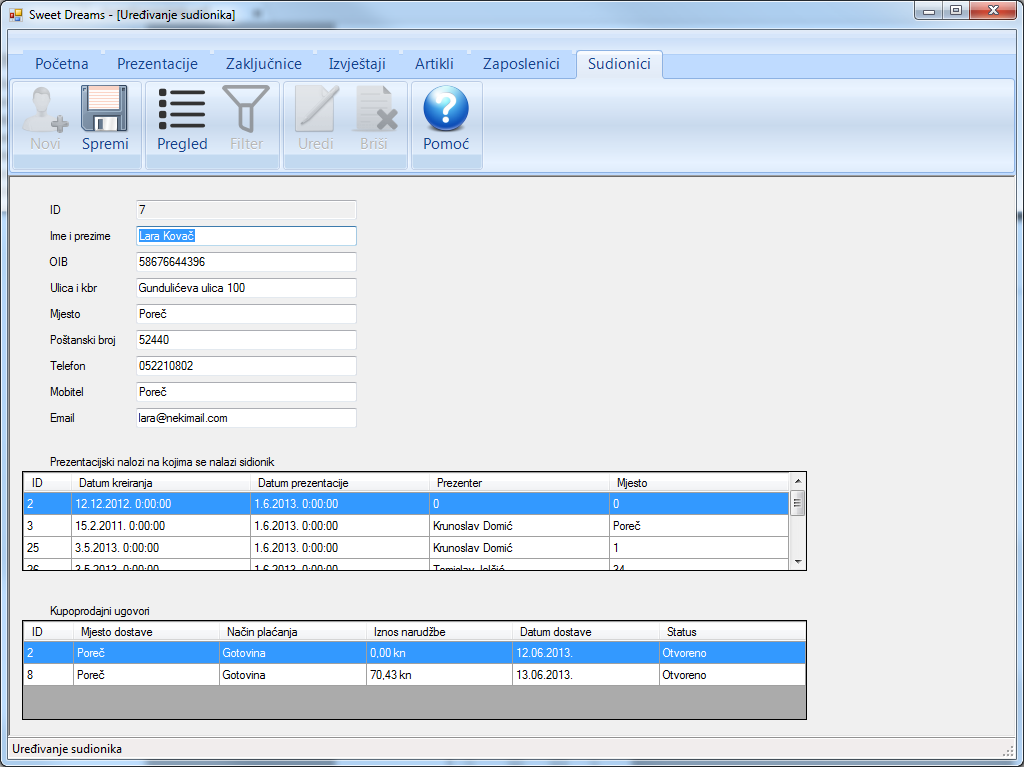 Sweet Dreams - [Uređivanje sudionika]
Početna Prezentacije Zaključnice Izvještaji Artikli Zaposlenici Sudionici
Novi Spremi Pregled Filter Uredi Briši Pomoć
ID 7
Ime i prezime Lara Kovač
OIB 58676644396
Ulica i kbr Gundulićeva ulica 100
Mjesto Poreč
Poštanski broj 52440
Telefon 052210802
Mobitel Poreč
Email lara@nekimail.com
Prezentacijski nalozi na kojima se nalazi sidionik
ID Datum kreiranja Datum prezentacije Prezenter Mjesto
2 12.12.2012. 0:00:00 1.6.2013. 0:00:00 0 0
3 15.2.2011. 0:00:00 1.6.2013. 0:00:00 Krunoslav Domić Poreč
25 3.5.2013. 0:00:00 1.6.2013. 0:00:00 Krunoslav Domić 1
26 3.5.2013. 0:00:00 1.6.2013. 0:00:00 Tomislav 24
Kupoprodajni ugovori
ID Mjesto dostave Način plaćanja Iznos narudžbe Datum dostave Status
2 Poreč Gotovina 0,00 kn 12.06.2013. Otvoreno
8 Poreč Gotovina 70,43 kn 13.06.2013. Otvoreno
Uređivanje sudionika